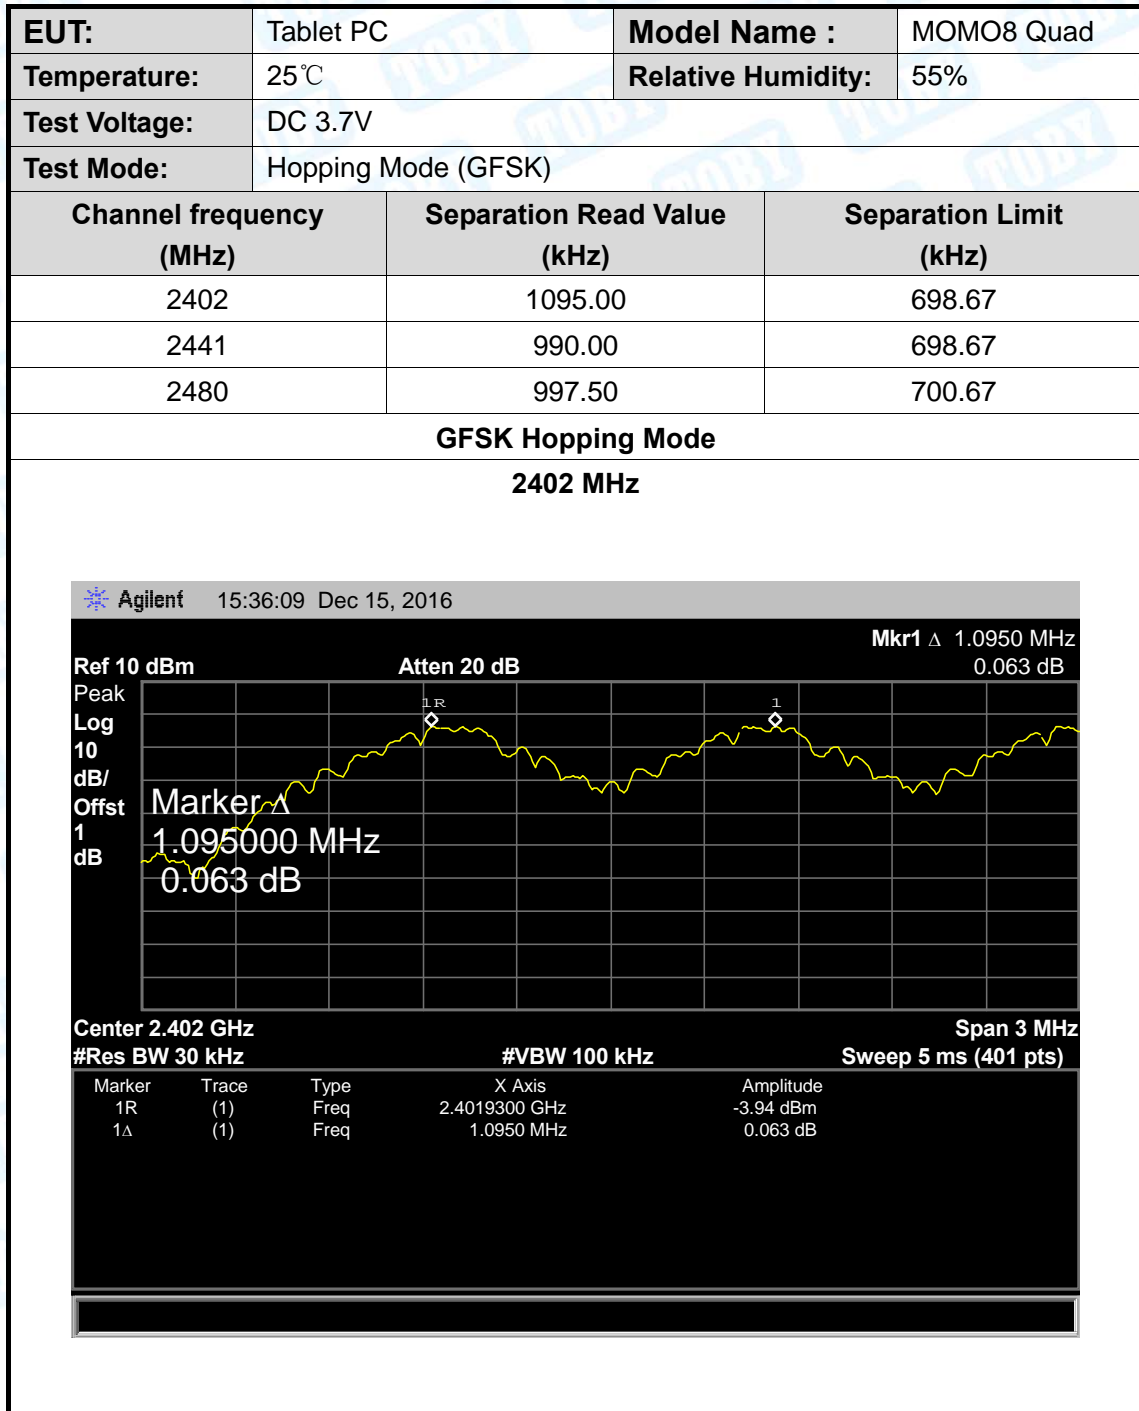 EUT: Tablet PC Model Name : MOMO8 Quad
Temperature: 25℃ Relative Humidity: 55%
Test Voltage: DC 3.7V
Test Mode: Hopping Mode (GFSK)
Channel frequency (MHz) Separation Read Value (kHz) Separation Limit (kHz)
2402 1095.00 698.67
2441 990.00 698.67
2480 997.50 700.67
GFSK Hopping Mode
2402 MHz
Agilent 15:36:09 Dec 15, 2016
Mkr1 Δ 1.0950 MHz
Ref 10 dBm Atten 20 dB 0.063 dB
Peak
Log
10
dB/
Offst
1
dB
1R 1
Marker Δ
1.095000 MHz
0.063 dB
Center 2.402 GHz Span 3 MHz
#Res BW 30 kHz #VBW 100 kHz Sweep 5 ms (401 pts)
Marker Trace Type X Axis Amplitude
1R (1) Freq 2.4019300 GHz -3.94 dBm
1Δ (1) Freq 1.0950 MHz 0.063 dB
TOBY